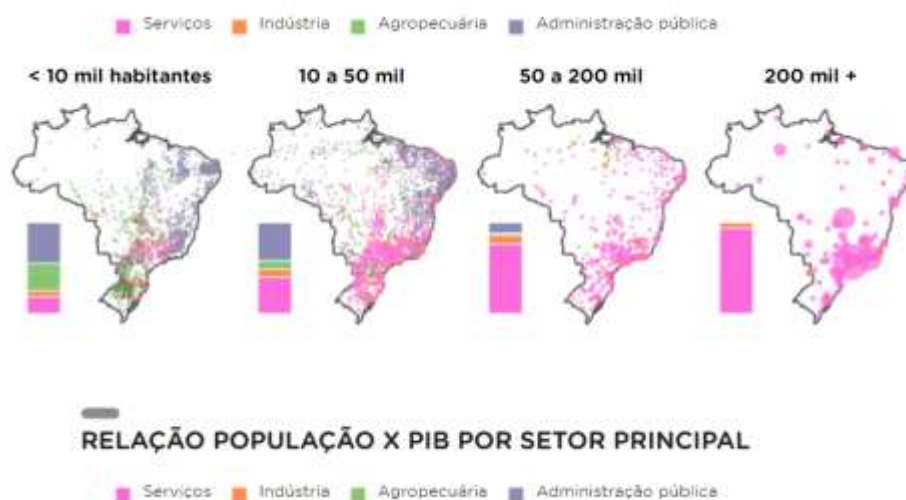 Serviços Indústria Agropecuária Administração pública
< 10 mil habitantes 10 a 50 mil 50 a 200 mil 200 mil +
RELAÇÃO POPULAÇÃO X PIB POR SETOR PRINCIPAL
Serviços Indústria Agropecuária Administração pública